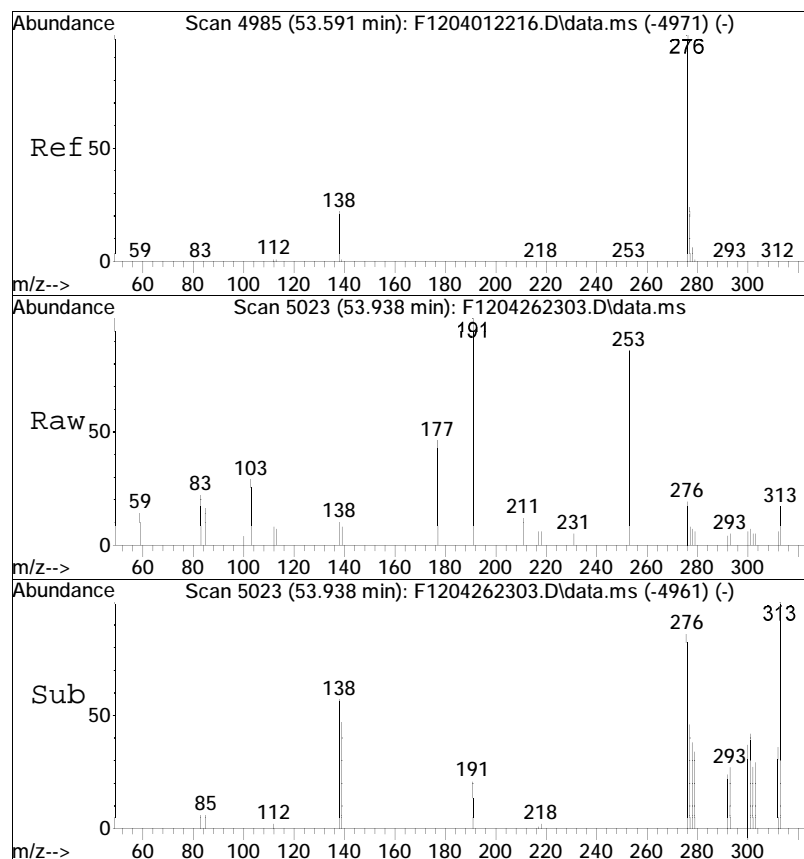 Abundance Scan 4985 (53.591 min): F1204012216.D\data.ms (-4971) (-)
276
Ref 50
138
59 83 112 218 253 293 312
0
m/z--> 60 80 100 120 140 160 180 200 220 240 260 280 300
Abundance Scan 5023 (53.938 min): F1204262303.D\data.ms
191
253
Raw 50
177
103
83
276
59 138 211 313
231 293
0
m/z--> 60 80 100 120 140 160 180 200 220 240 260 280 300
Abundance Scan 5023 (53.938 min): F1204262303.D\data.ms (-4961) (-)
313
276
138
Sub 50
293
191
85 112 218
0
m/z--> 60 80 100 120 140 160 180 200 220 240 260 280 300